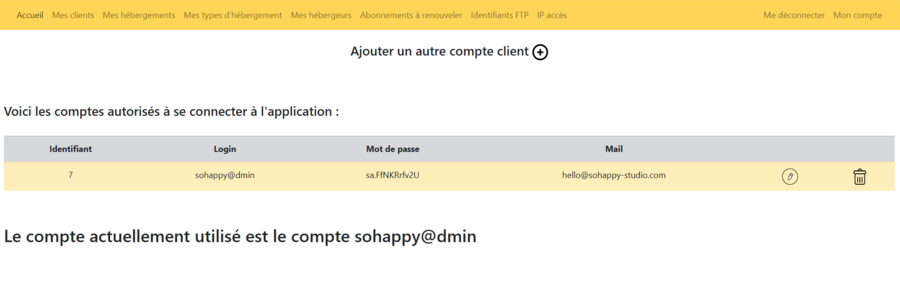 Accueil Mes clients Mes hébergements Mes types d'hébergement Mes hébergeurs Abonnements à renouveler Identifiants FTP IP accès Me déconnecter Mon compte
Ajouter un autre compte client
Voici les comptes autorisés à se connecter à l'application :
Identifiant Login Mot de passe Mail
7 sohappy@dmin sa.FfNKRrfv2U hello@sohappy-studio.com
Le compte actuellement utilisé est le compte sohappy@dmin